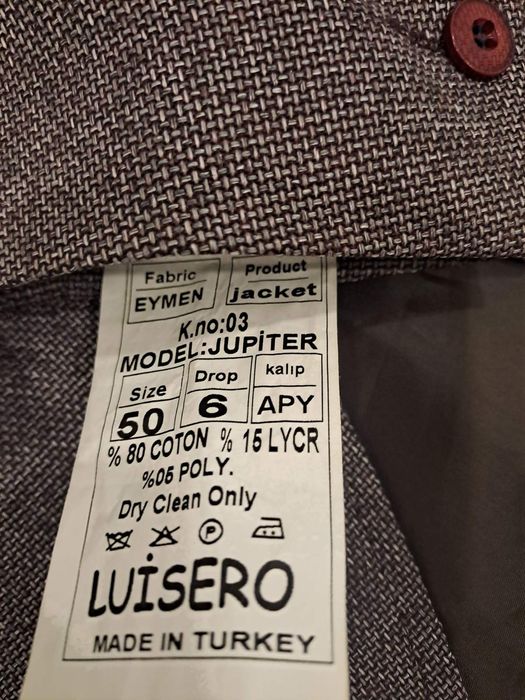 Fabric Product
EYMEN jacket
K.no:03
MODEL:JUPİTER
Size Drop kalıp
50 6 APY
% 80 COTON % 15 LYCR
%05 POLY.
Dry Clean Only
P
LUİSERO
MADE IN TURKEY